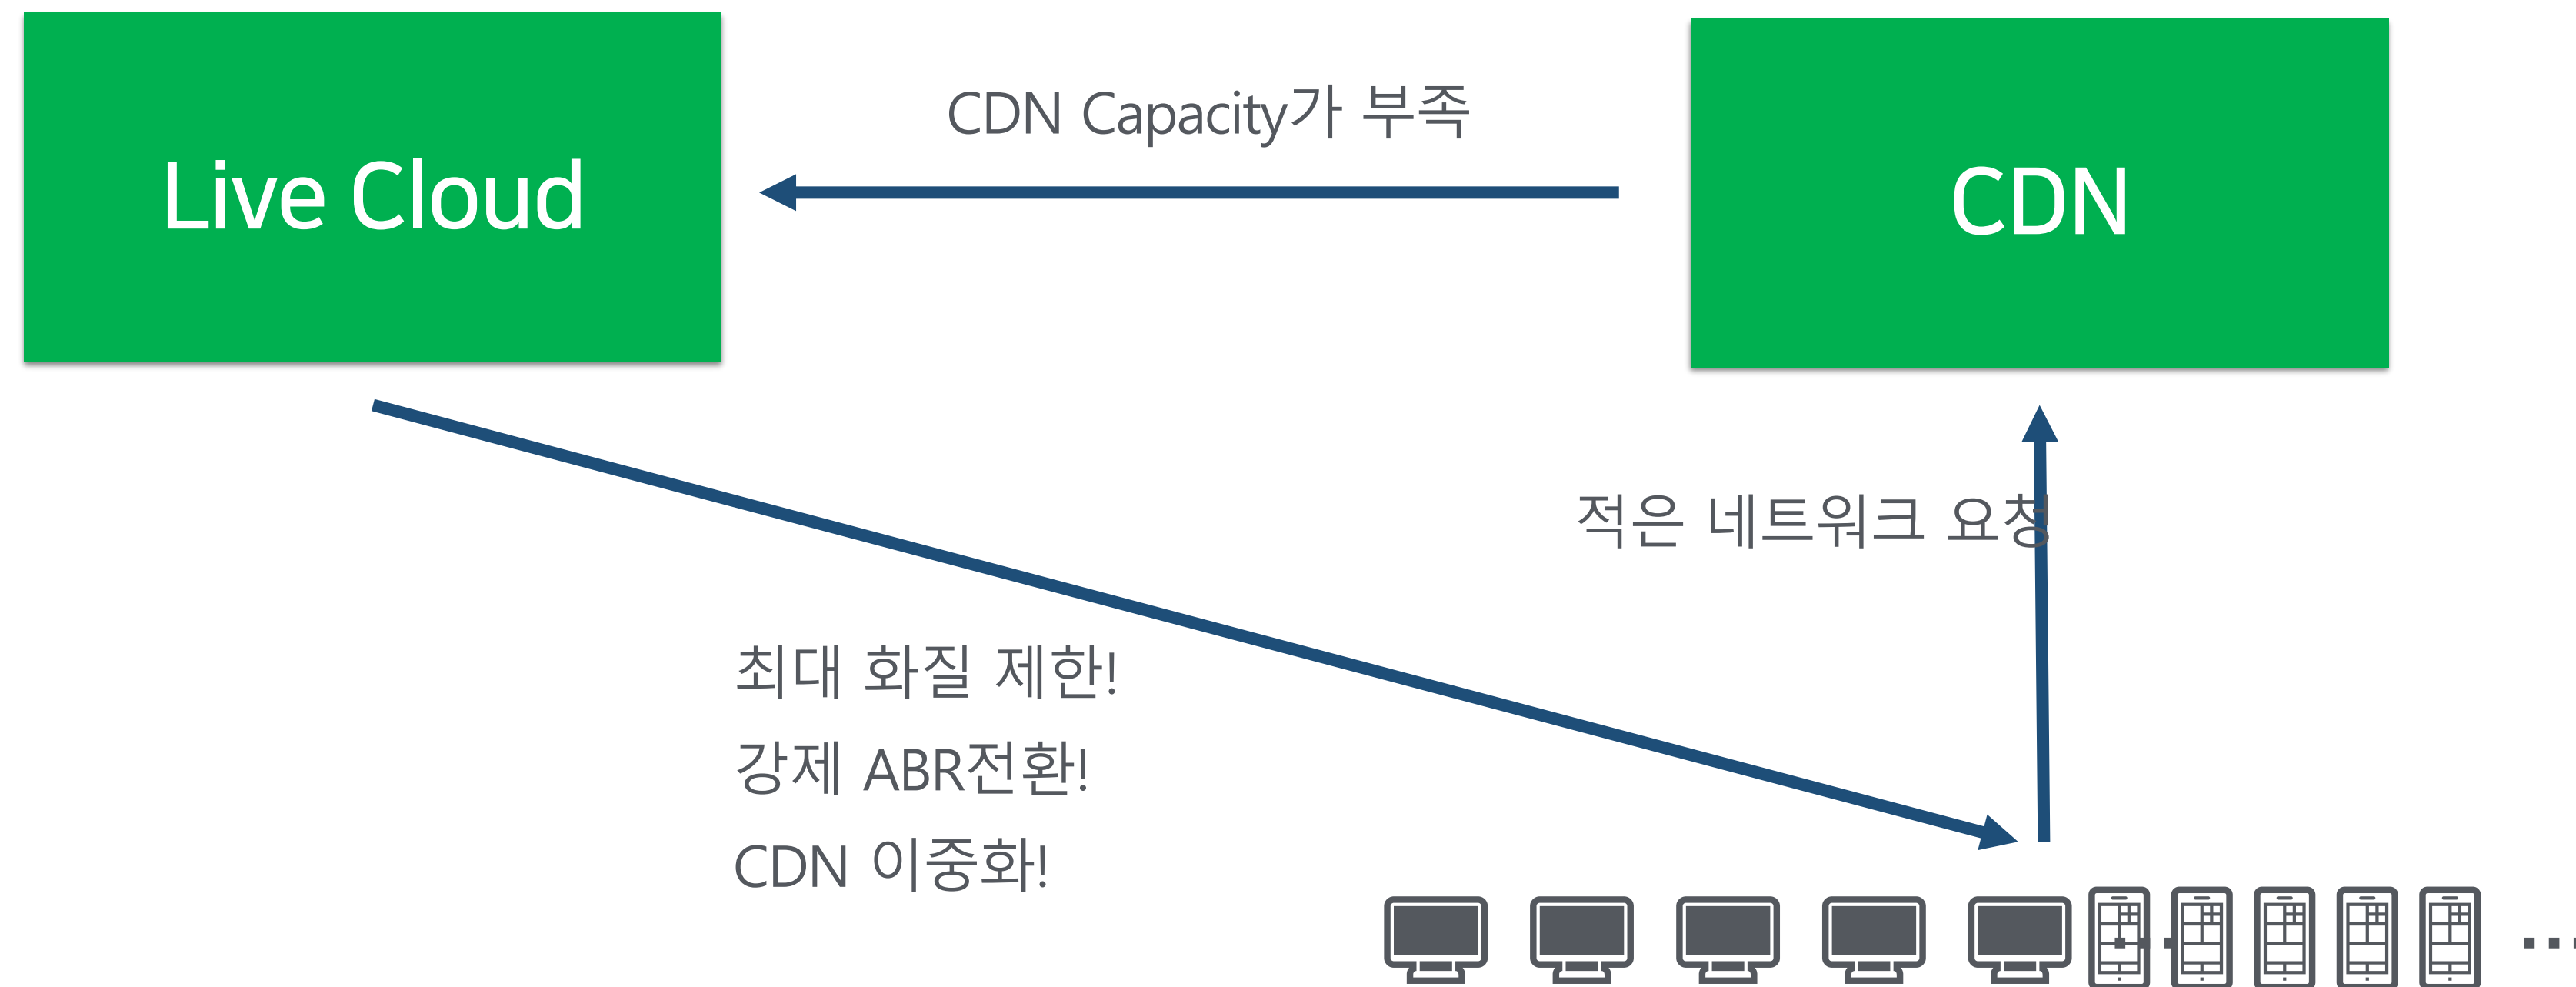 Live Cloud
CDN Capacity가 부족
CDN
적은 네트워크 요청
최대 화질 제한!
강제 ABR전환!
CDN 이중화!
...
...